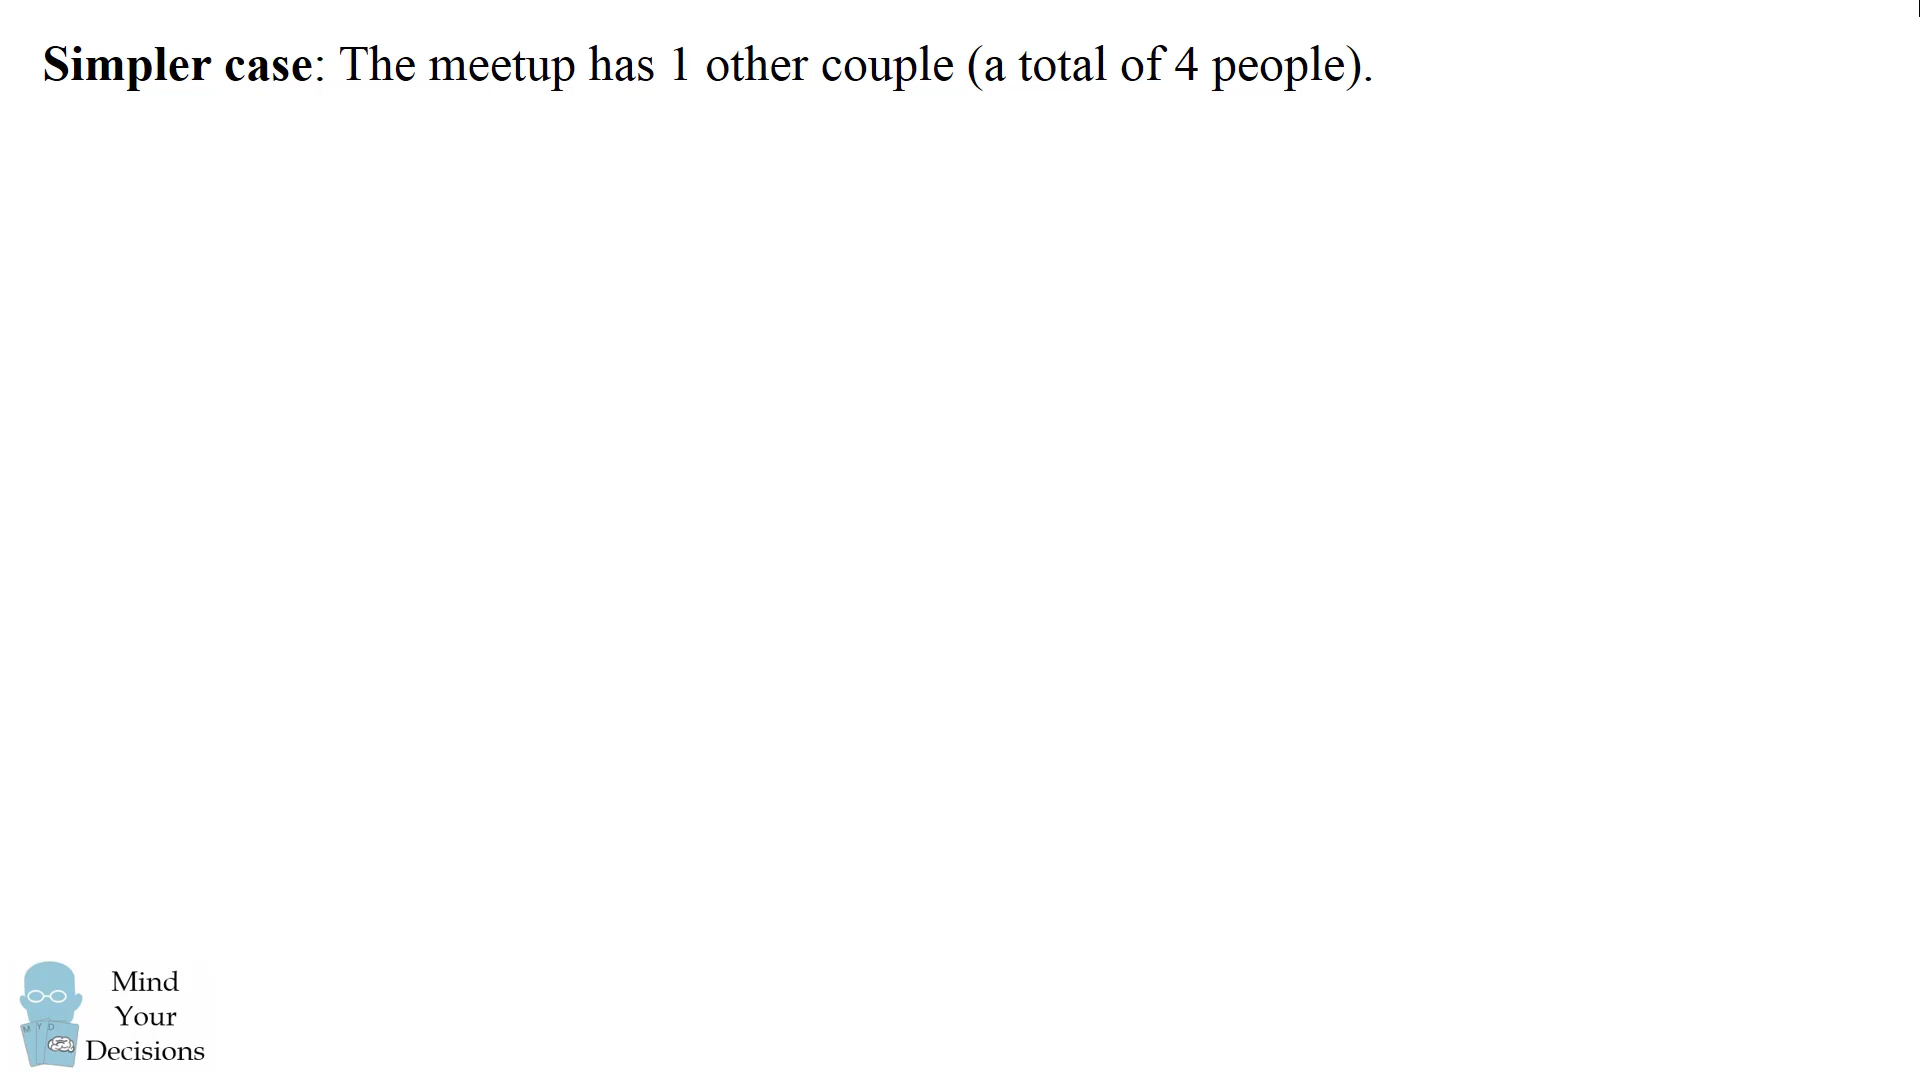 Simpler case: The meetup has 1 other couple (a total of 4 people).
Mind
Your
Decisions
M Y D